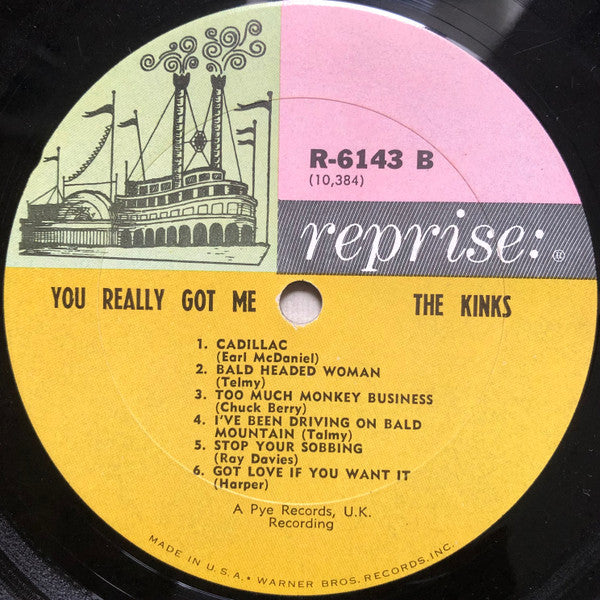 R-6143 B
(10,384)
reprise: ®
YOU REALLY GOT ME THE KINKS
1. CADILLAC
(Earl McDaniel)
2. BALD HEADED WOMAN
(Telmy)
3. TOO MUCH MONKEY BUSINESS
(Chuck Berry)
4. I'VE BEEN DRIVING ON BALD
MOUNTAIN (Talmy)
5. STOP YOUR SOBBING
(Ray Davies)
6. GOT LOVE IF YOU WANT IT
(Harper)
A Pye Records, U.K.
Recording
MADE IN U.S.A. • WARNER BROS. RECORDS, INC.